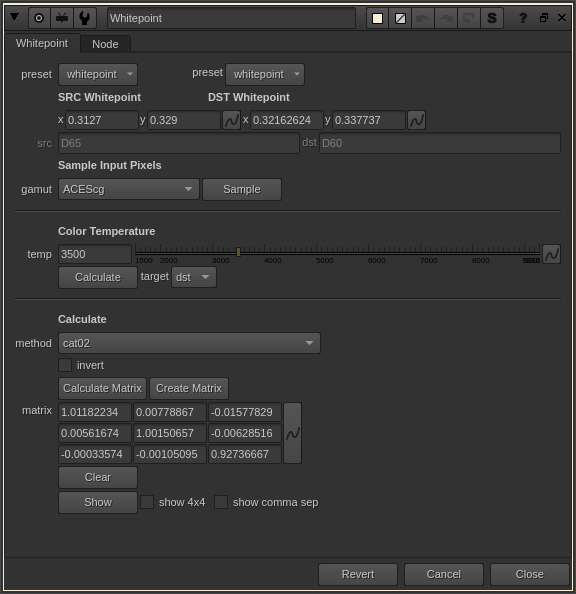 Whitepoint
S ?
Whitepoint Node
preset whitepoint preset whitepoint
SRC Whitepoint DST Whitepoint
x 0.3127 y 0.329 x 0.32162624 y 0.337737
src D65 dst D60
Sample Input Pixels
gamut ACEScg Sample
Color Temperature
temp 3500
1500 2000 3000 4000 5000 6000 7000 8000
Calculate target dst
Calculate
method cat02
invert
Calculate Matrix Create Matrix
matrix 1.01182234 0.00778867 -0.01577829
0.00561674 1.00150657 -0.00628516
-0.00033574 -0.00105095 0.92736667
Clear
Show show 4x4 show comma sep
Revert Cancel Close